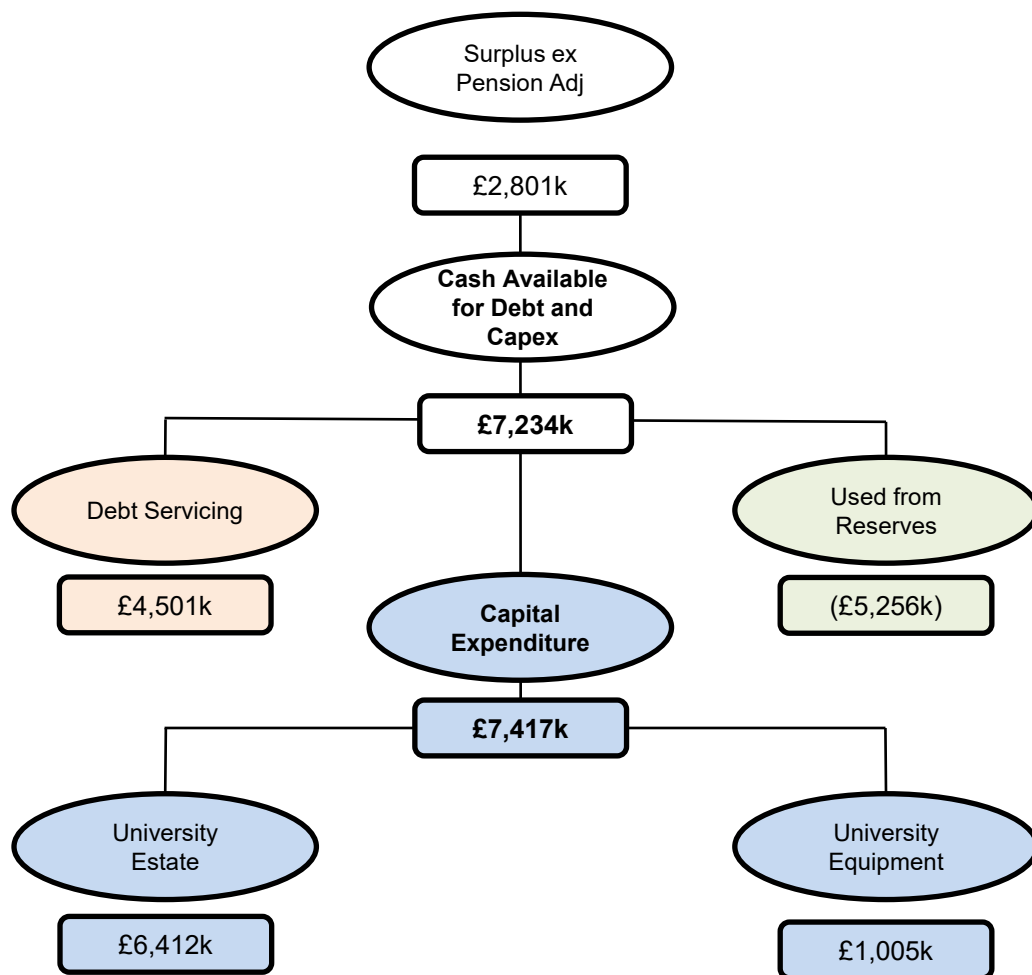 Surplus ex
Pension Adj
£2,801k
Cash Available
for Debt and
Capex
£7,234k
Debt Servicing
£4,501k
Used from
Reserves
(£5,256k)
Capital
Expenditure
£7,417k
University
Estate
£6,412k
University
Equipment
£1,005k